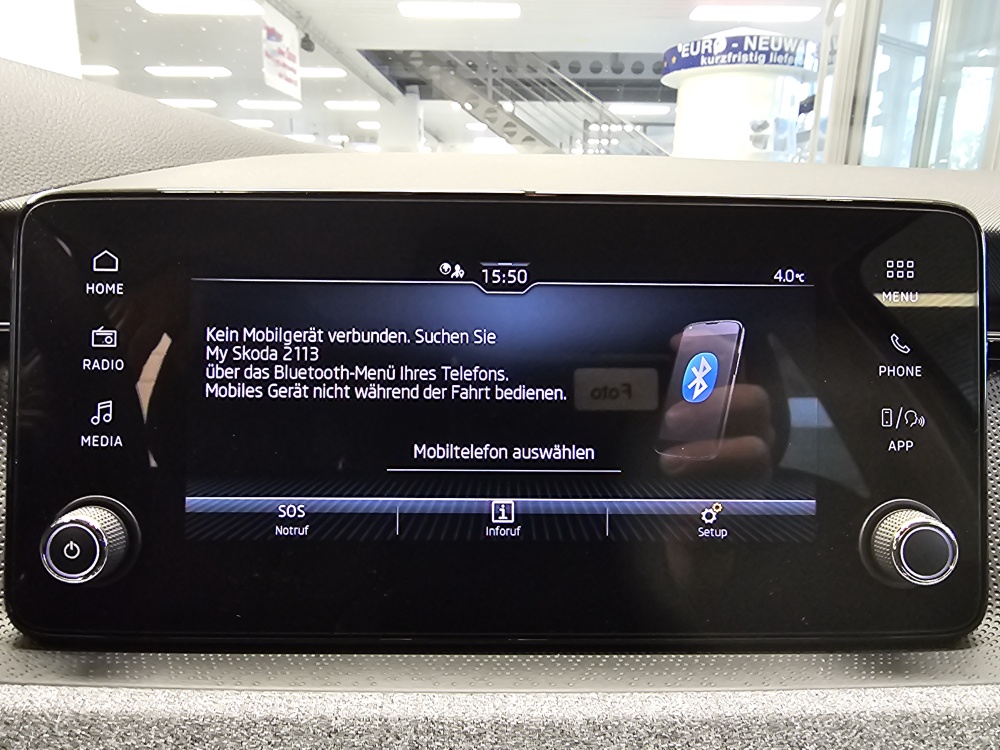 EURO - NEUW
kurzfristig liefe
15:50
4.0°C
HOME
RADIO
MEDIA
MENU
PHONE
APP
Kein Mobilgerät verbunden. Suchen Sie
My Skoda 2113
über das Bluetooth-Menü Ihres Telefons.
Mobiles Gerät nicht während der Fahrt bedienen.
Foto
Mobiltelefon auswählen
SOS
Notruf
i
Inforuf
Setup